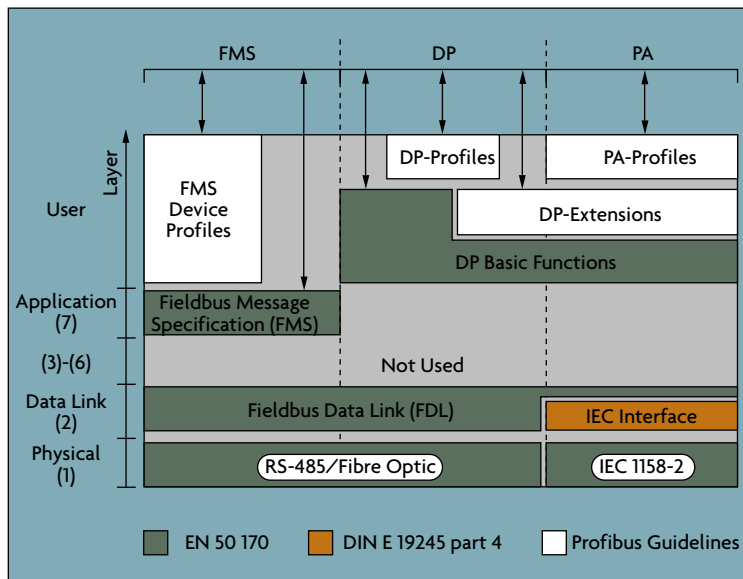 FMS DP PA
Layer
User
FMS
Device
Profiles
DP-Profiles
PA-Profiles
DP-Extensions
DP Basic Functions
Application
(7)
Fieldbus Message
Specification (FMS)
(3)-(6)
Not Used
Data Link
(2)
Fieldbus Data Link (FDL)
IEC Interface
Physical
(1)
RS-485/Fibre Optic
IEC 1158-2
EN 50 170 DIN E 19245 part 4 Profibus Guidelines